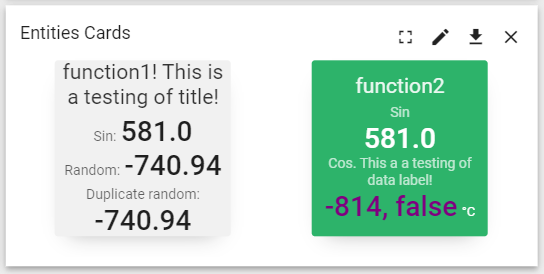 Entities Cards
function1! This is
a testing of title!
Sin: 581.0
Random: -740.94
Duplicate random:
-740.94
function2
Sin
581.0
Cos. This a a testing of
data label!
-814, false °C